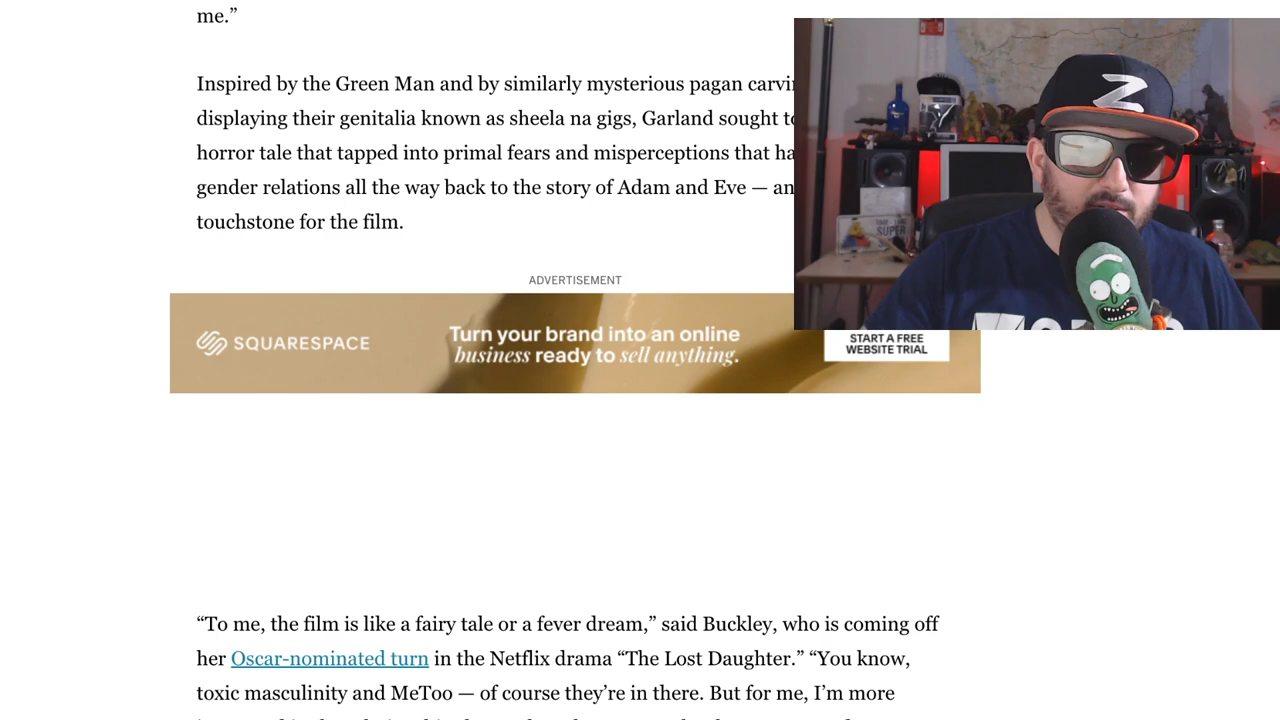 me.”
Inspired by the Green Man and by similarly mysterious pagan
displaying their genitalia known as sheela na gigs, Garland sought
horror tale that tapped into primal fears and misperceptions that
gender relations all the way back to the story of Adam and Eve —
touchstone for the film.
ADVERTISEMENT
SQUARESPACE
Turn your brand into an online
business ready to sell anything.
START A FREE
WEBSITE TRIAL
Z
SUPER
“To me, the film is like a fairy tale or a fever dream,” said Buckley, who is coming off
her Oscar-nominated turn in the Netflix drama “The Lost Daughter.” “You know,
toxic masculinity and MeToo — of course they’re in there. But for me, I’m more